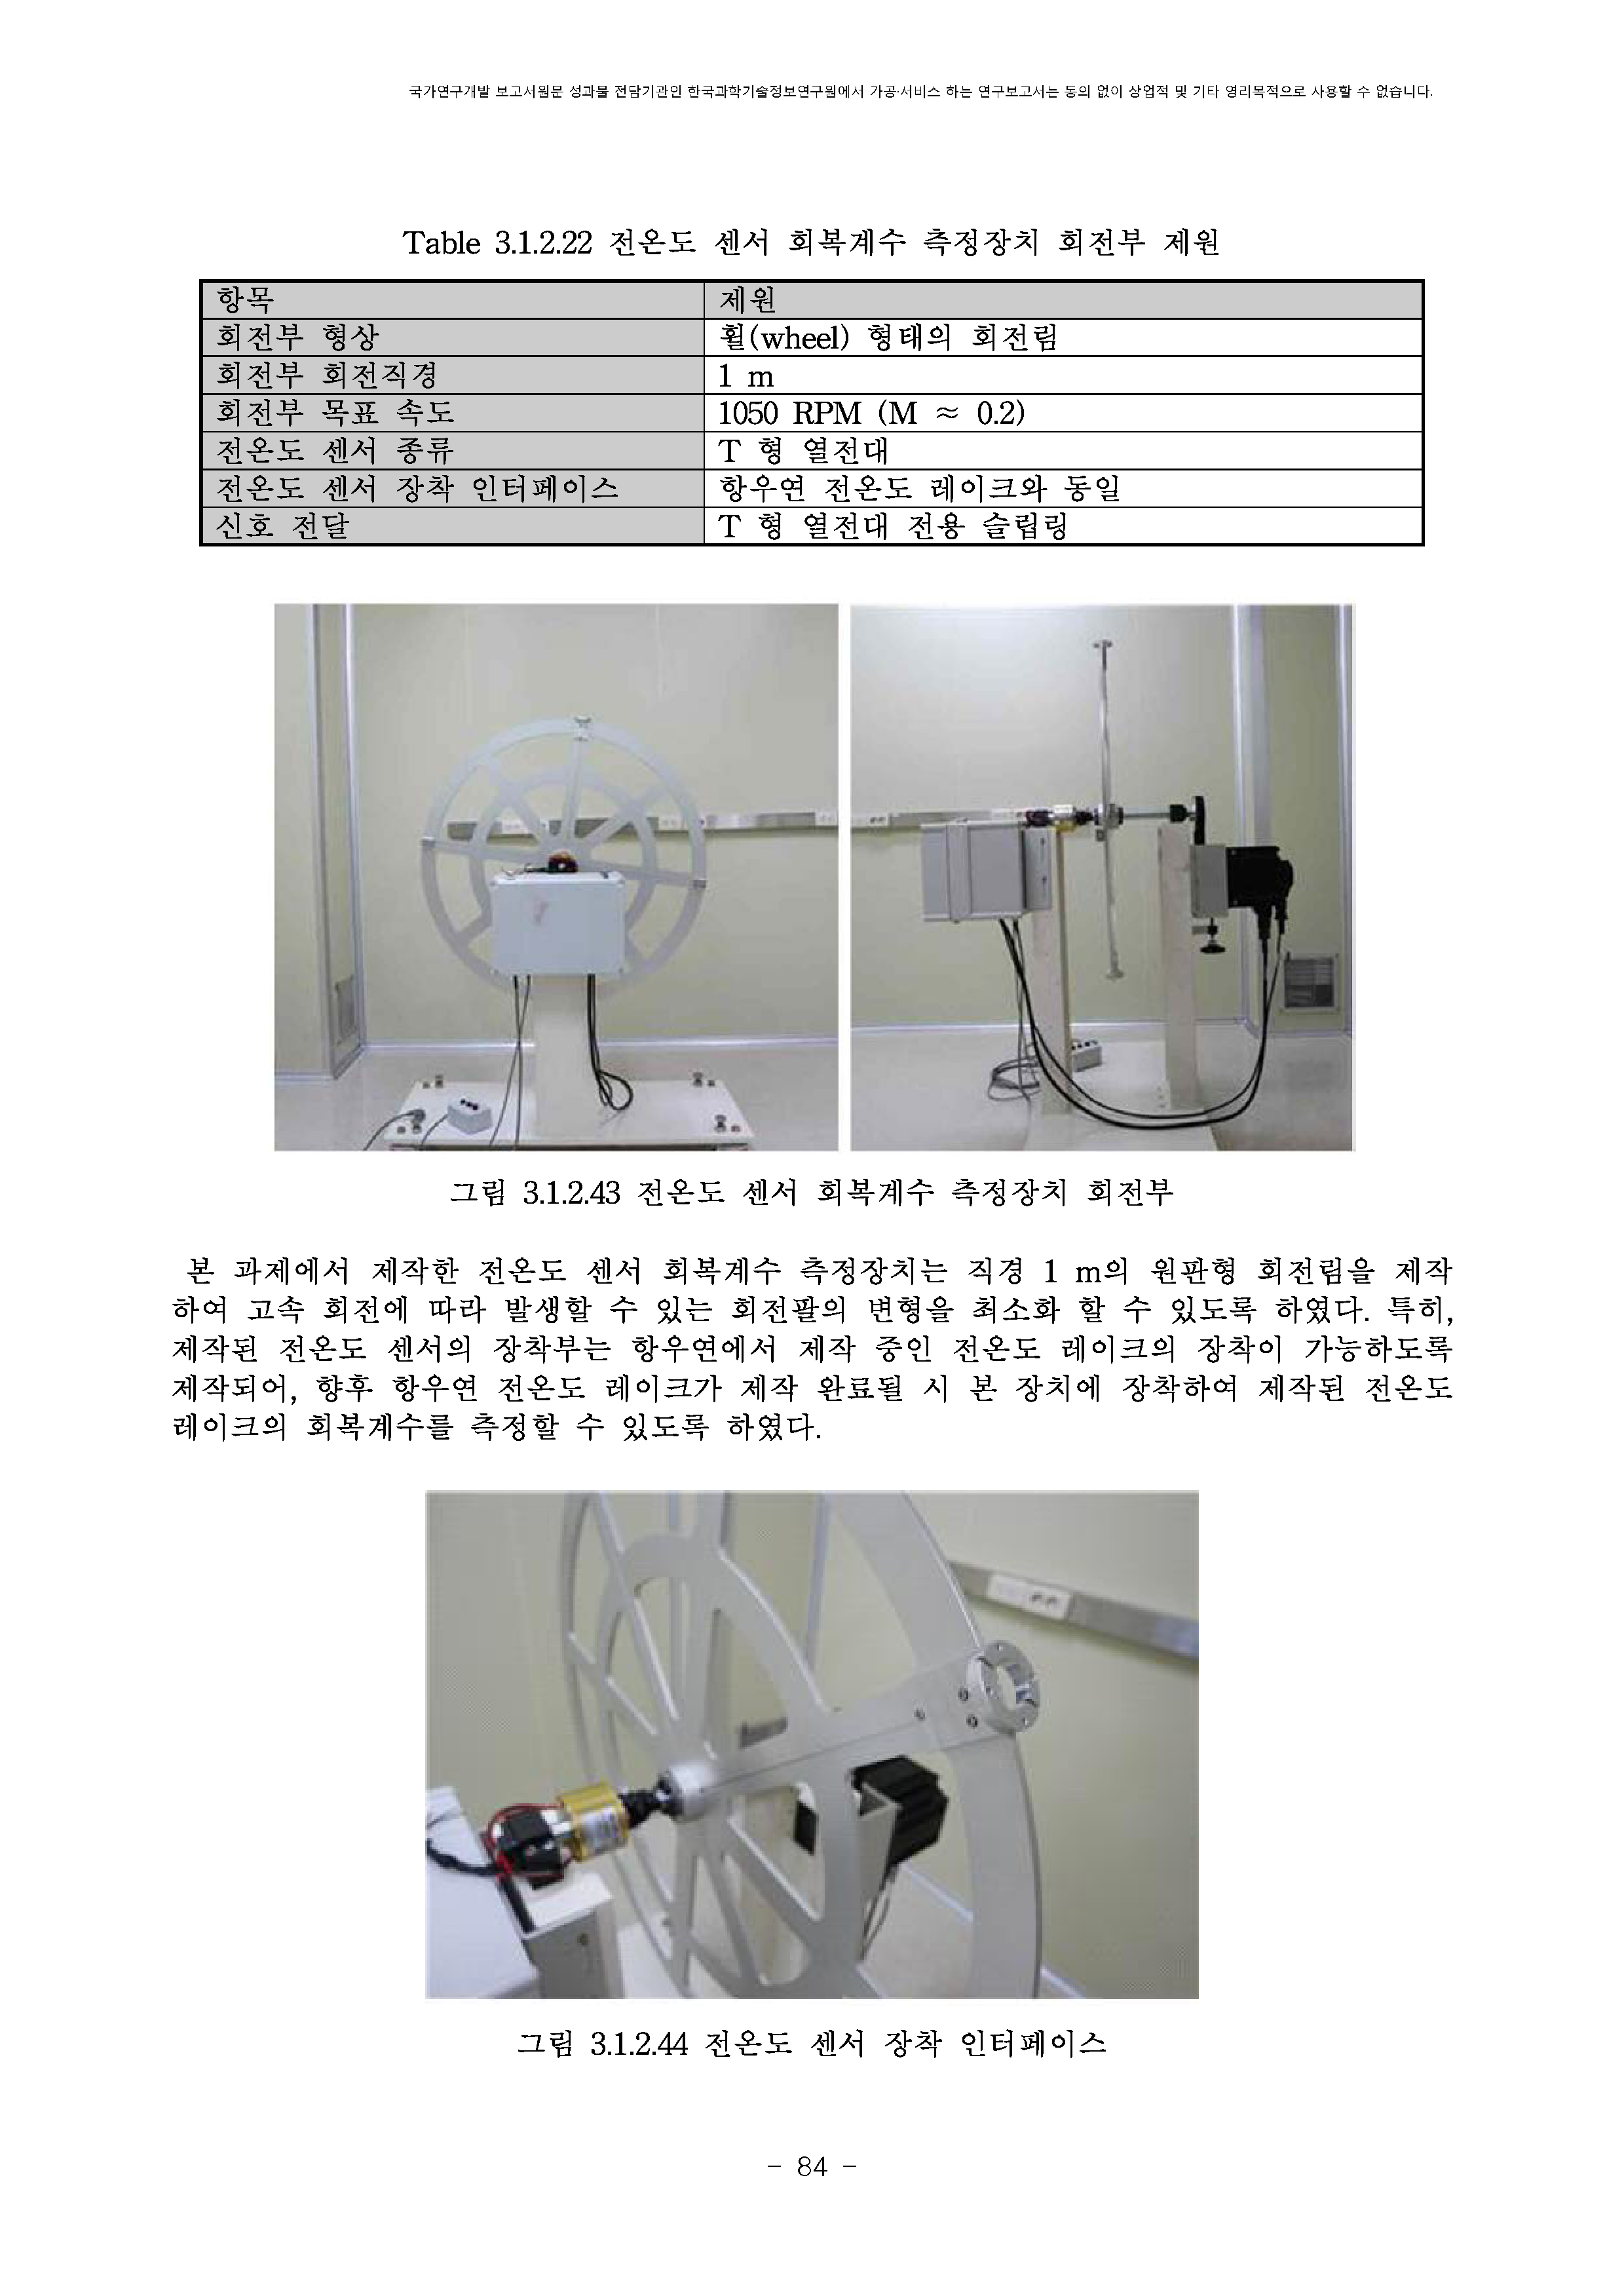 국가연구개발 보고서원문 성과물 전담기관인 한국과학기술정보연구원에서 가공·서비스 하는 연구보고서는 동의 없이 상업적 및 기타 영리목적으로 사용할 수 없습니다.
Table 3.1.2.22 전온도 센서 회복계수 측정장치 회전부 제원
항목 제원
회전부 형상 휠(wheel) 형태의 회전림
회전부 회전직경 1 m
회전부 목표 속도 1050 RPM (M ≈ 0.2)
전온도 센서 종류 T 형 열전대
전온도 센서 장착 인터페이스 항우연 전온도 레이크와 동일
신호 전달 T 형 열전대 전용 슬립링
그림 3.1.2.43 전온도 센서 회복계수 측정장치 회전부
본 과제에서 제작한 전온도 센서 회복계수 측정장치는 직경 1 m의 원판형 회전림을 제작
하여 고속 회전에 따라 발생할 수 있는 회전팔의 변형을 최소화 할 수 있도록 하였다. 특히,
제작된 전온도 센서의 장착부는 항우연에서 제작 중인 전온도 레이크의 장착이 가능하도록
제작되어, 향후 항우연 전온도 레이크가 제작 완료될 시 본 장치에 장착하여 제작된 전온도
레이크의 회복계수를 측정할 수 있도록 하였다.
그림 3.1.2.44 전온도 센서 장착 인터페이스
- 84 -